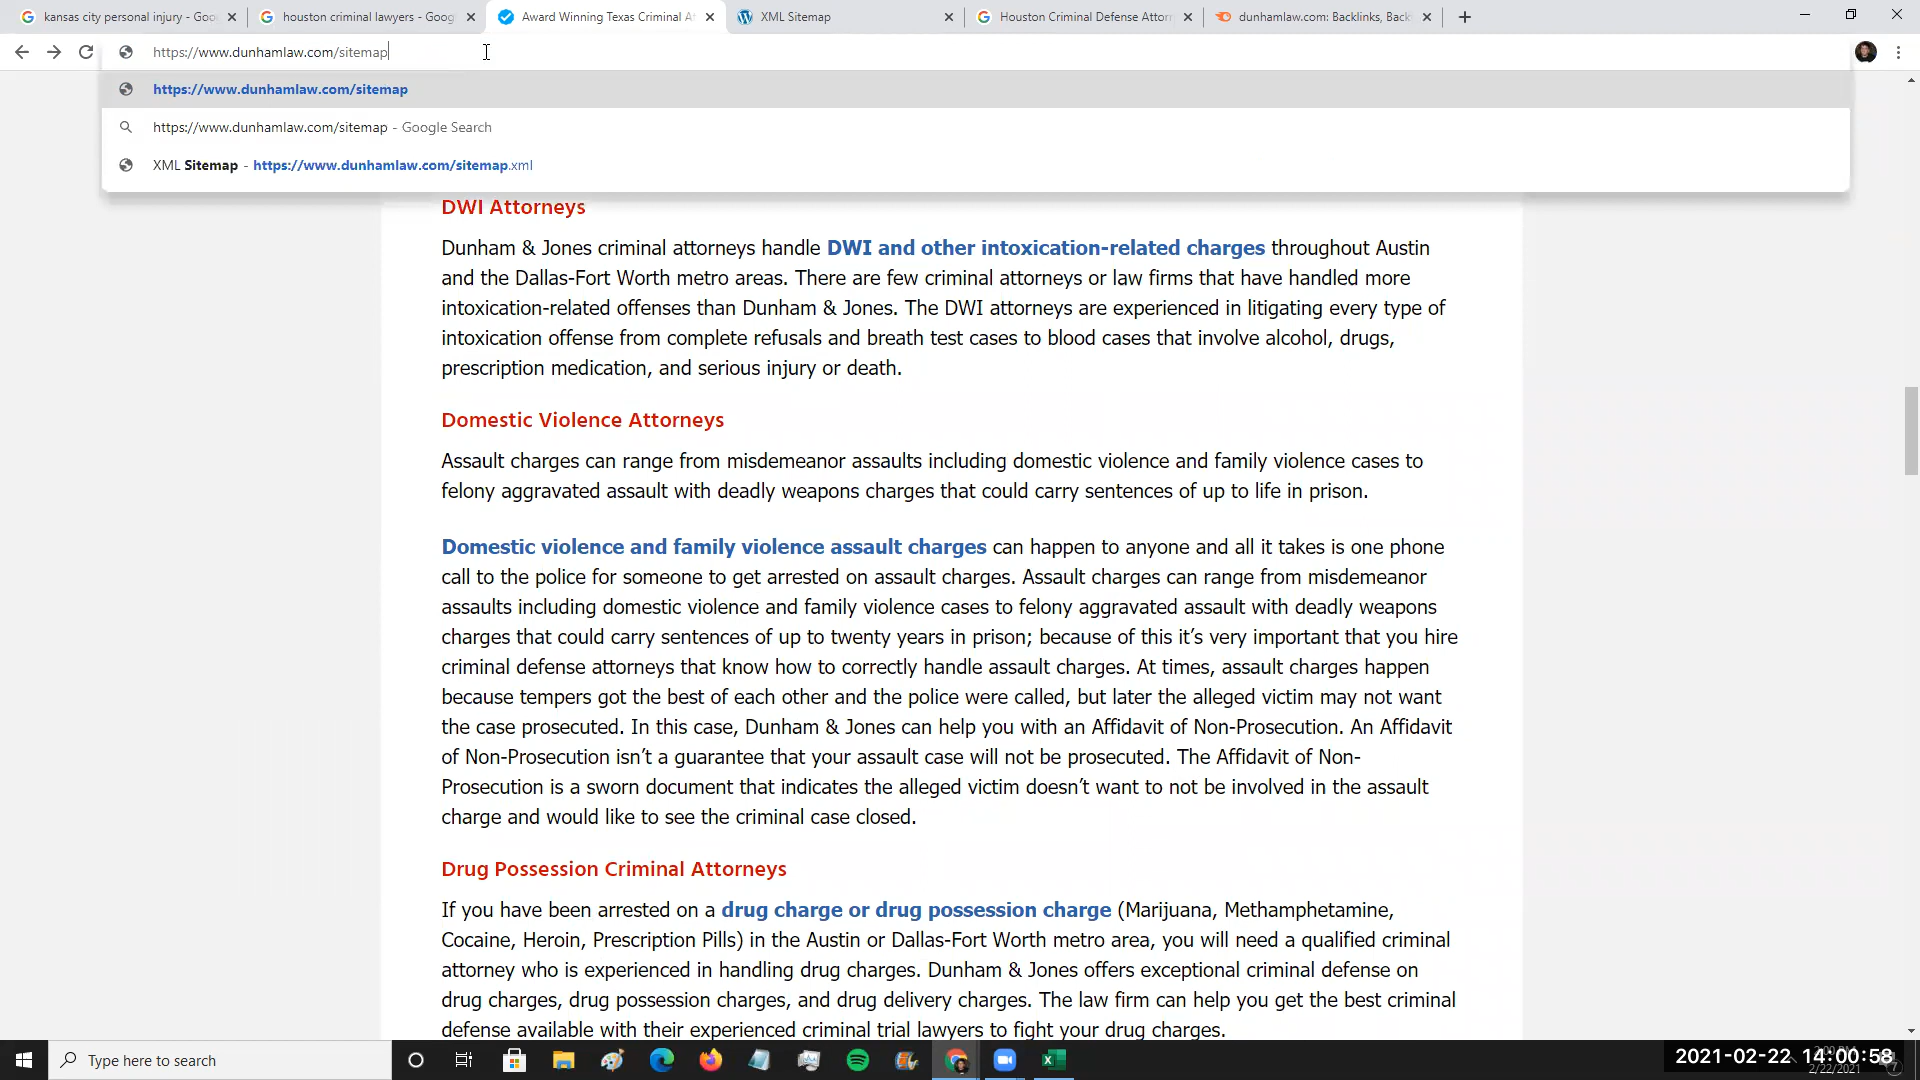 kansas city personal injury - Goo
houston criminal lawyers - Goog
Award Winning Texas Criminal At
XML Sitemap
Houston Criminal Defense Attorn
dunhamlaw.com: Backlinks, Back
https://www.dunhamlaw.com/sitemap
https://www.dunhamlaw.com/sitemap
https://www.dunhamlaw.com/sitemap - Google Search
XML Sitemap - https://www.dunhamlaw.com/sitemap.xml
DWI Attorneys
Dunham & Jones criminal attorneys handle DWI and other intoxication-related charges throughout Austin
and the Dallas-Fort Worth metro areas. There are few criminal attorneys or law firms that have handled more
intoxication-related offenses than Dunham & Jones. The DWI attorneys are experienced in litigating every type of
intoxication offense from complete refusals and breath test cases to blood cases that involve alcohol, drugs,
prescription medication, and serious injury or death.
Domestic Violence Attorneys
Assault charges can range from misdemeanor assaults including domestic violence and family violence cases to
felony aggravated assault with deadly weapons charges that could carry sentences of up to life in prison.
Domestic violence and family violence assault charges can happen to anyone and all it takes is one phone
call to the police for someone to get arrested on assault charges. Assault charges can range from misdemeanor
assaults including domestic violence and family violence cases to felony aggravated assault with deadly weapons
charges that could carry sentences of up to twenty years in prison; because of this it's very important that you hire
criminal defense attorneys that know how to correctly handle assault charges. At times, assault charges happen
because tempers got the best of each other and the police were called, but later the alleged victim may not want
the case prosecuted. In this case, Dunham & Jones can help you with an Affidavit of Non-Prosecution. An Affidavit
of Non-Prosecution isn't a guarantee that your assault case will not be prosecuted. The Affidavit of Non-
Prosecution is a sworn document that indicates the alleged victim doesn't want to not be involved in the assault
charge and would like to see the criminal case closed.
Drug Possession Criminal Attorneys
If you have been arrested on a drug charge or drug possession charge (Marijuana, Methamphetamine,
Cocaine, Heroin, Prescription Pills) in the Austin or Dallas-Fort Worth metro area, you will need a qualified criminal
attorney who is experienced in handling drug charges. Dunham & Jones offers exceptional criminal defense on
drug charges, drug possession charges, and drug delivery charges. The law firm can help you get the best criminal
defense available with their experienced criminal trial lawyers to fight your drug charges.
Type here to search
2021-02-22 14:00:58
2/22/2021